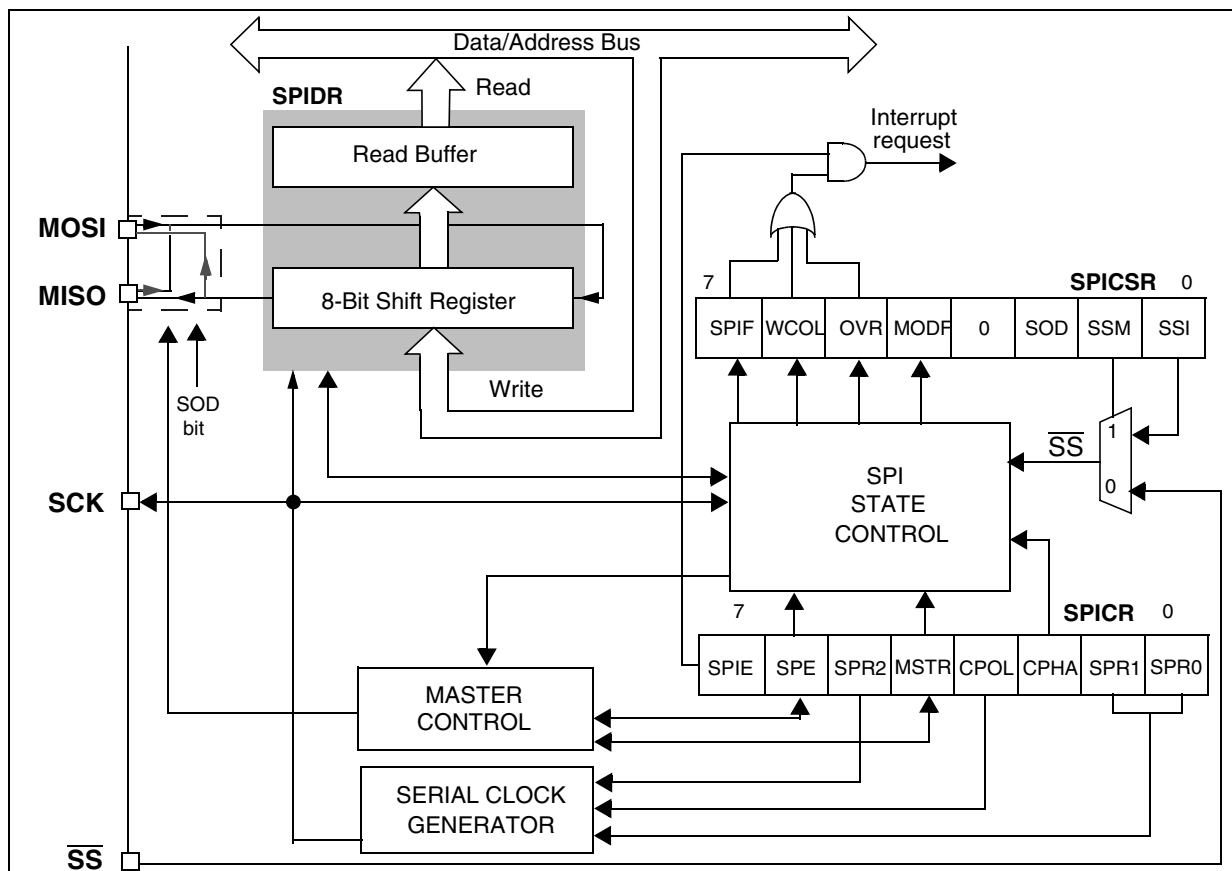 Data/Address Bus
Read
SPIDR
Read Buffer
Interrupt
request
MOSI
MISO
8-Bit Shift Register
7
SPICSR
0
SPIF
WCOL
OVR
MODF
0
SOD
SSM
SSI
Write
SOD
bit
SS
1
0
SCK
SPI
STATE
CONTROL
7
SPICR
0
SPIE
SPE
SPR2
MSTR
CPOL
CPHA
SPR1
SPR0
MASTER
CONTROL
SERIAL CLOCK
GENERATOR
SS